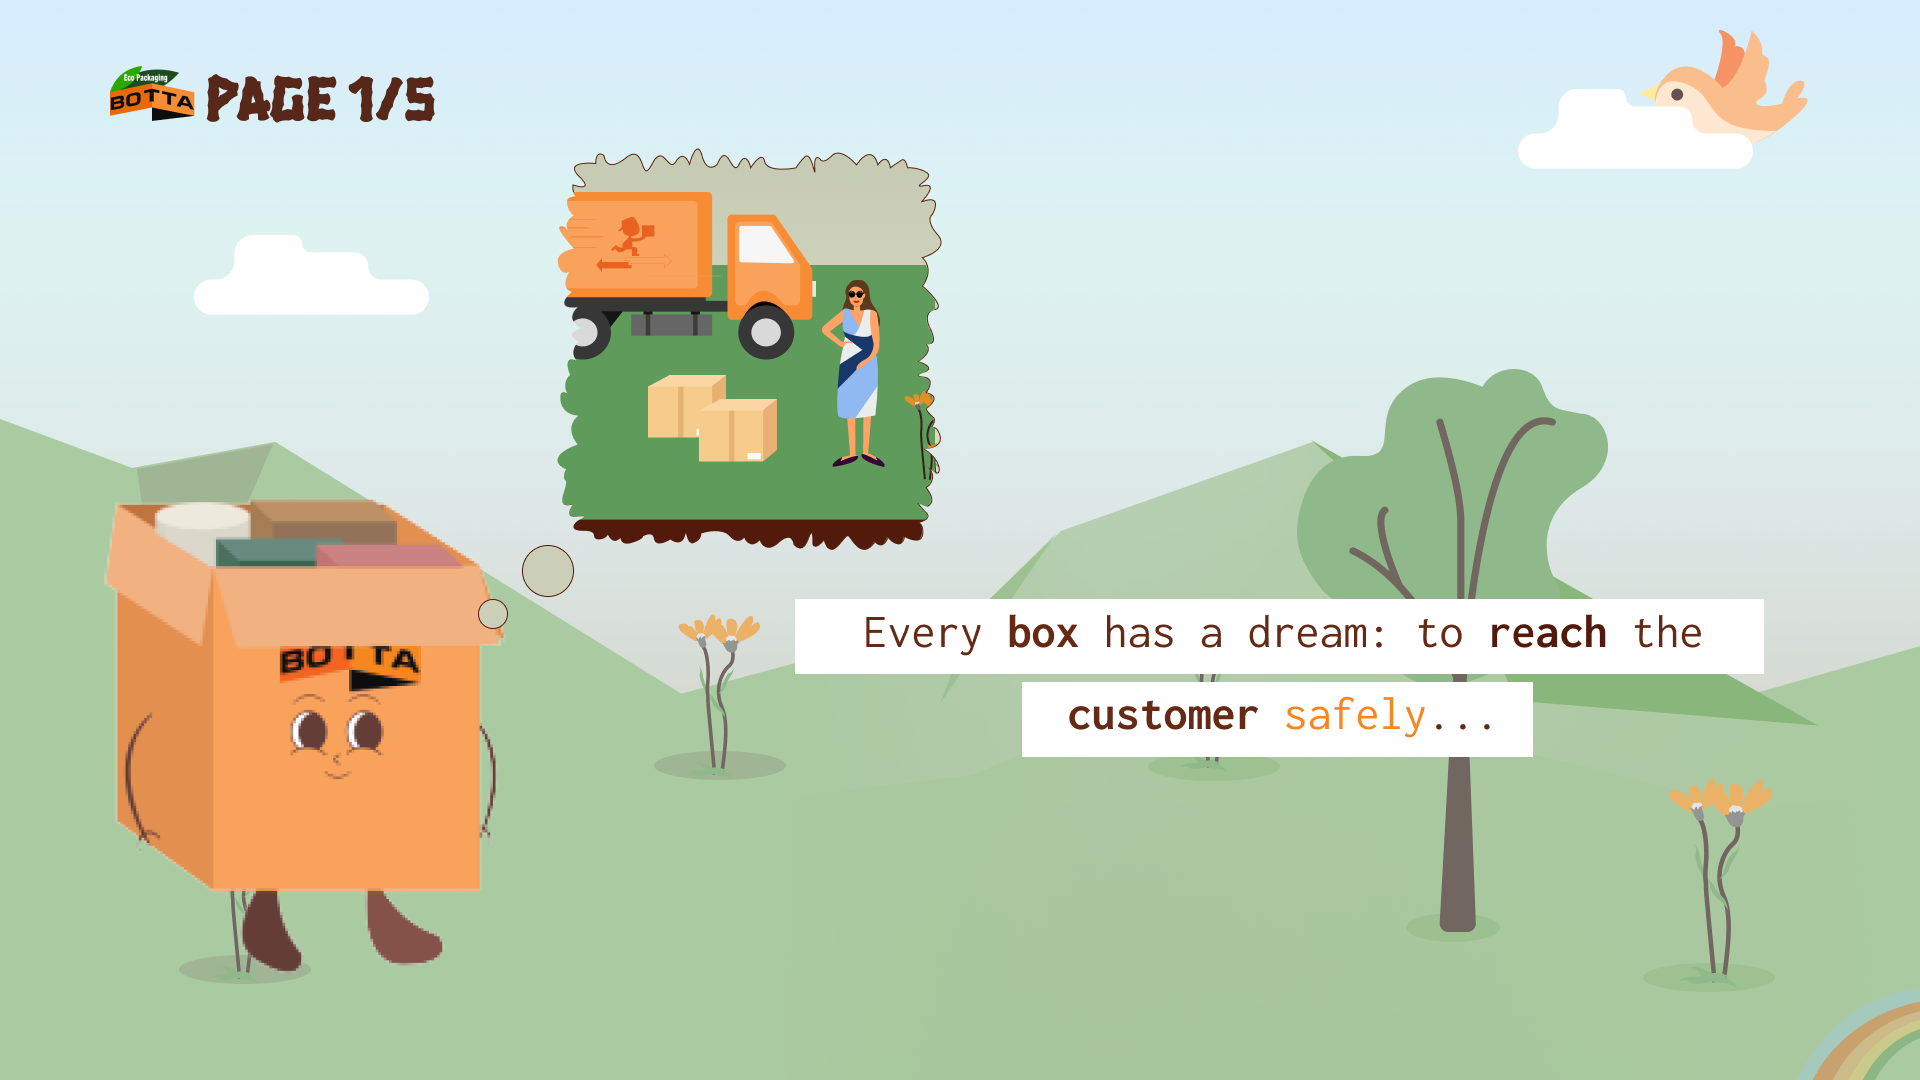 Eco Packaging
BOTTA
PAGE 1/5
BOTTA
Every box has a dream: to reach the
customer safely...